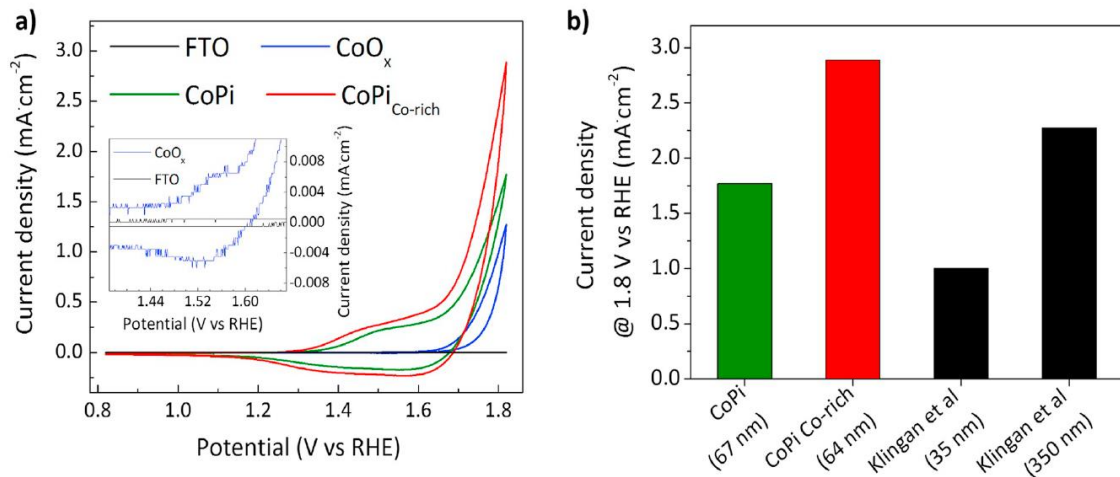 a)
FTO
CoOₓ
CoPi
CoPi_Co-rich
Current density (mA·cm⁻²)
3.0
2.5
2.0
1.5
1.0
0.5
0.0
0.8 1.0 1.2 1.4 1.6 1.8
Potential (V vs RHE)
CoOₓ
FTO
0.008
0.004
0.000
-0.004
-0.008
Current density (mA·cm⁻²)
1.44 1.52 1.60
Potential (V vs RHE)
b)
Current density
@ 1.8 V vs RHE (mA·cm⁻²)
3.0
2.5
2.0
1.5
1.0
0.5
0.0
CoPi
(67 nm)
CoPi Co-rich
(64 nm)
Klingan et al
(35 nm)
Klingan et al
(350 nm)